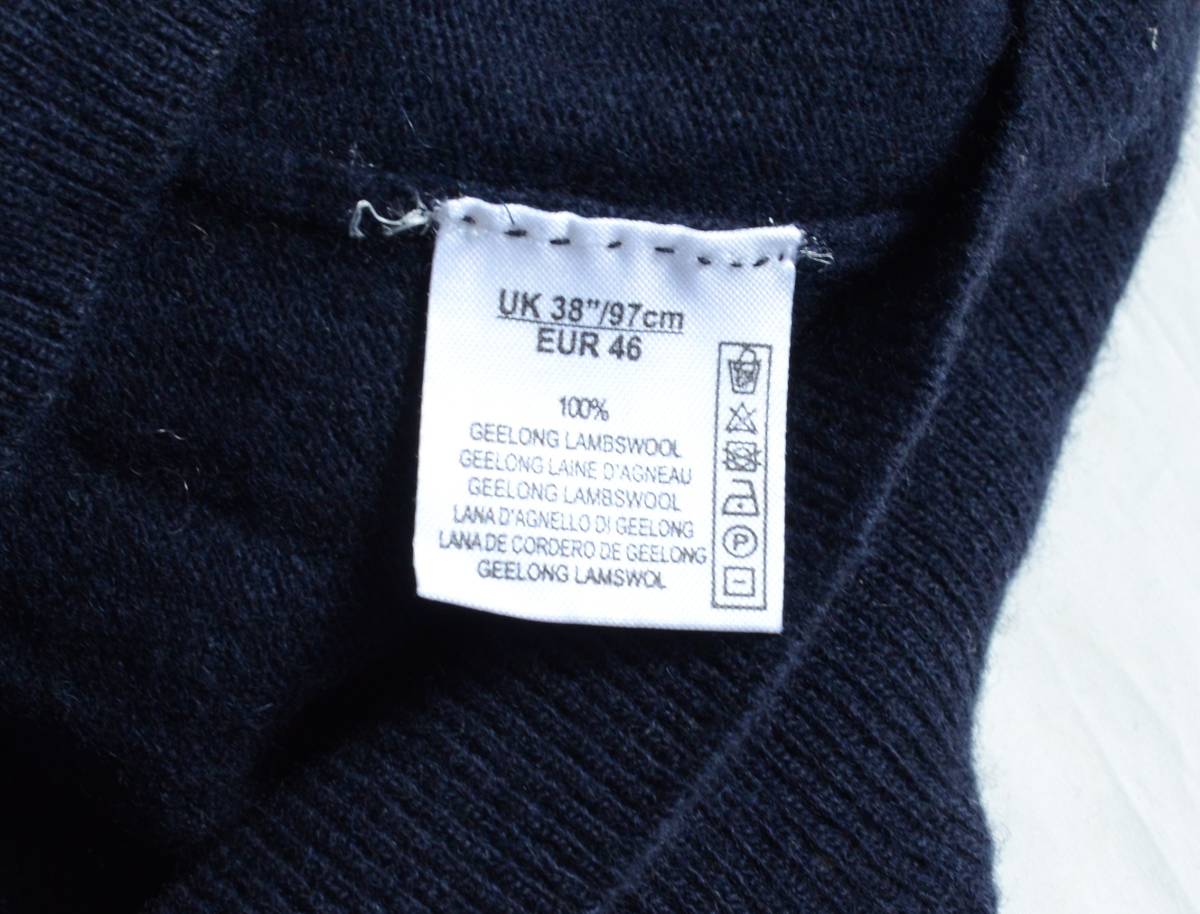 UK 38"/97cm
EUR 46
100%
GEELONG LAMBSWOOL
GEELONG LAINE D'AGNEAU
GEELONG LAMBSWOOL
LANA D'AGNELLO DI GEELONG
LANA DE CORDERO DE GEELONG
GEELONG LAMSWOL
P